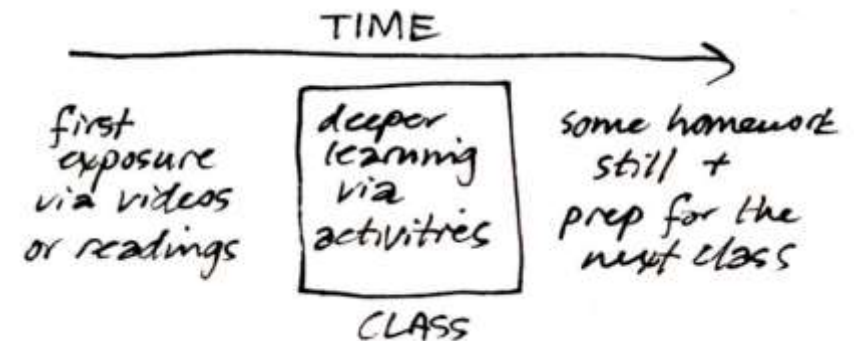 TIME
first
exposure
via videos
or readings
deeper
learning
via
activities
some homework
still +
prep for the
next class
CLASS